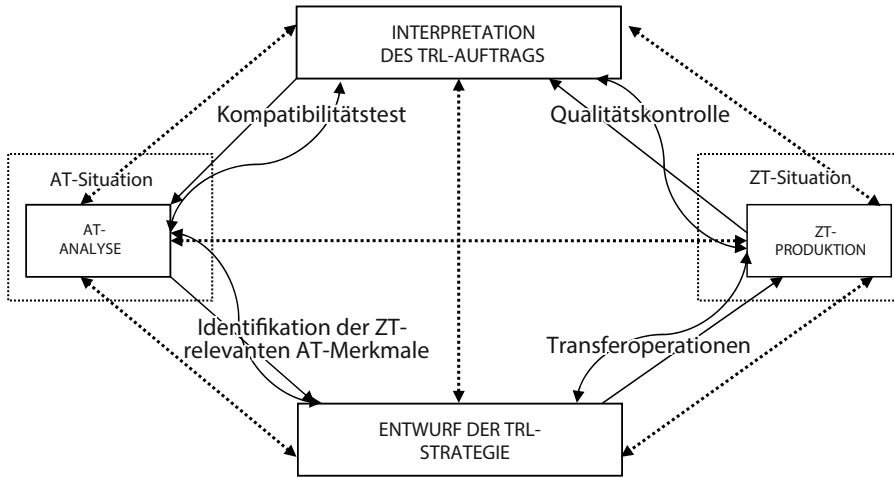 INTERPRETATION
DES TRL-AUFTRAGS
Kompatibilitätstest
Qualitätskontrolle
AT-Situation
ZT-Situation
AT-
ANALYSE
ZT-
PRODUKTION
Identifikation der ZT-
relevanten AT-Merkmale
Transferoperationen
ENTWURF DER TRL-
STRATEGIE